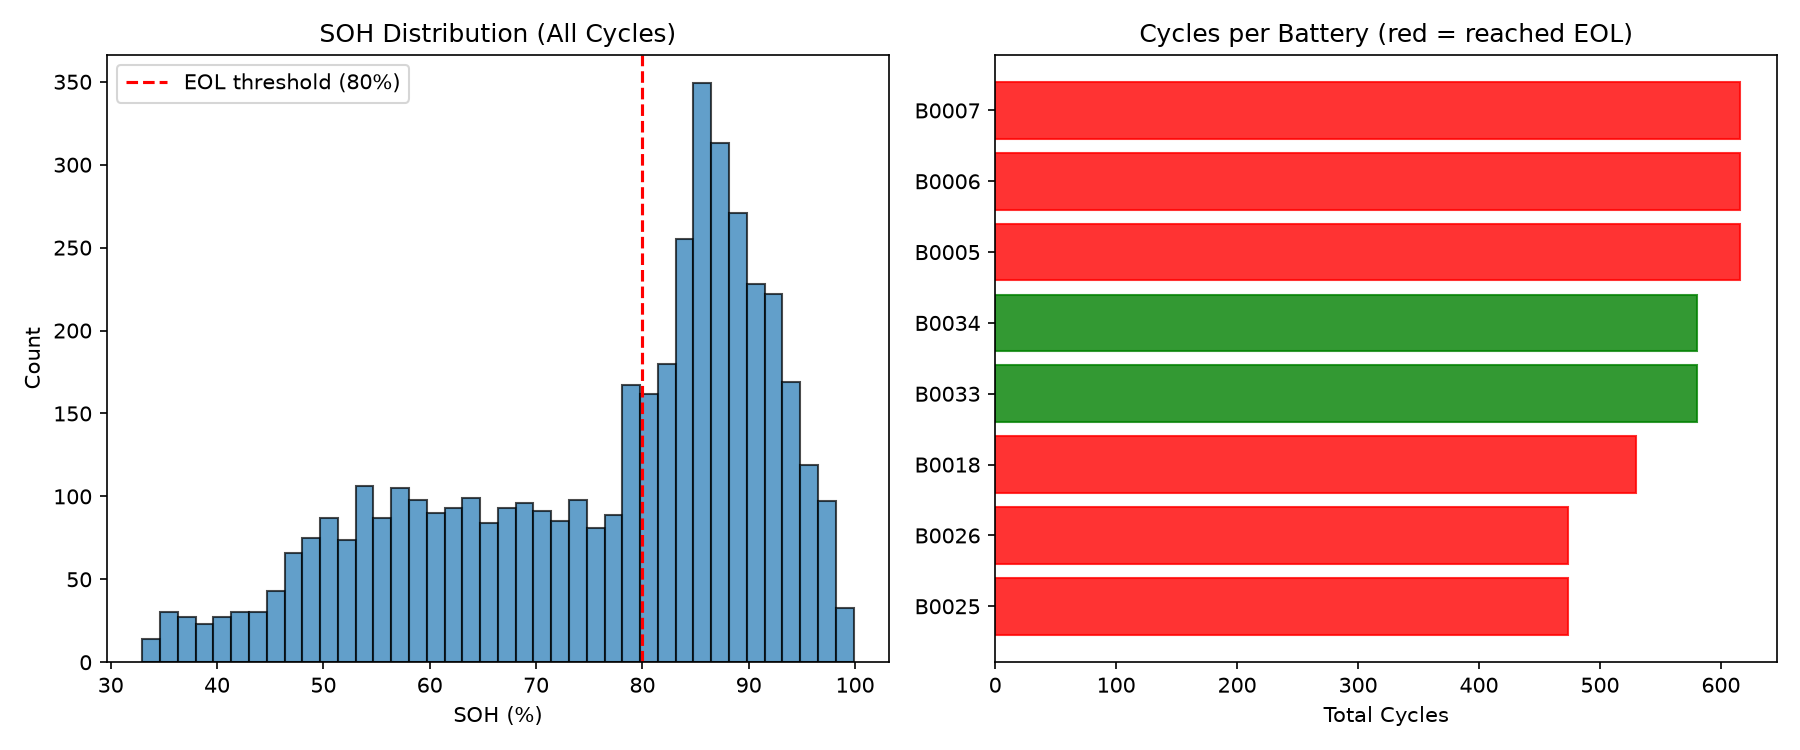 SOH Distribution (All Cycles)
EOL threshold (80%)
Count
350
300
250
200
150
100
50
0
30 40 50 60 70 80 90 100
SOH (%)
Cycles per Battery (red = reached EOL)
B0007
B0006
B0005
B0034
B0033
B0018
B0026
B0025
0 100 200 300 400 500 600
Total Cycles